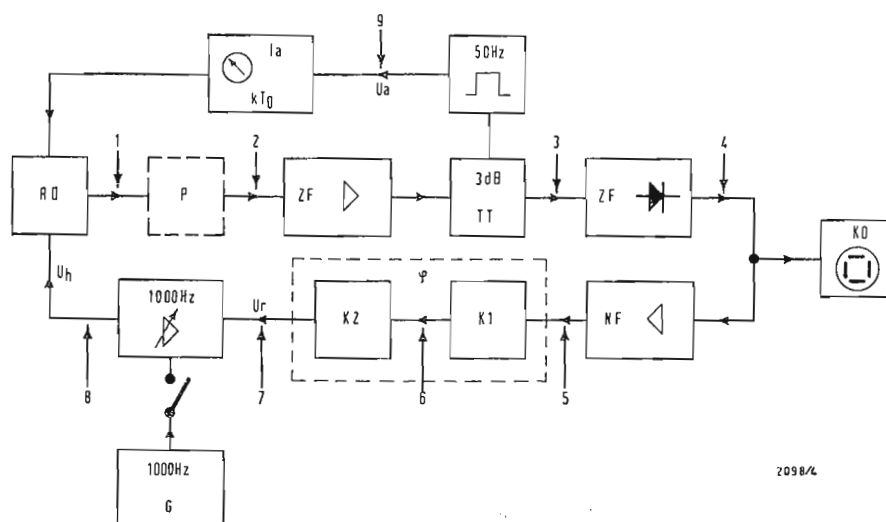 9
Ia
kT0
Ua
50Hz
1
2
3
4
RD
P
ZF
3dB
TT
ZF
KO
Uh
1000Hz
Ur
φ
K2
K1
NF
8
7
6
5
1000Hz
G
2098/4